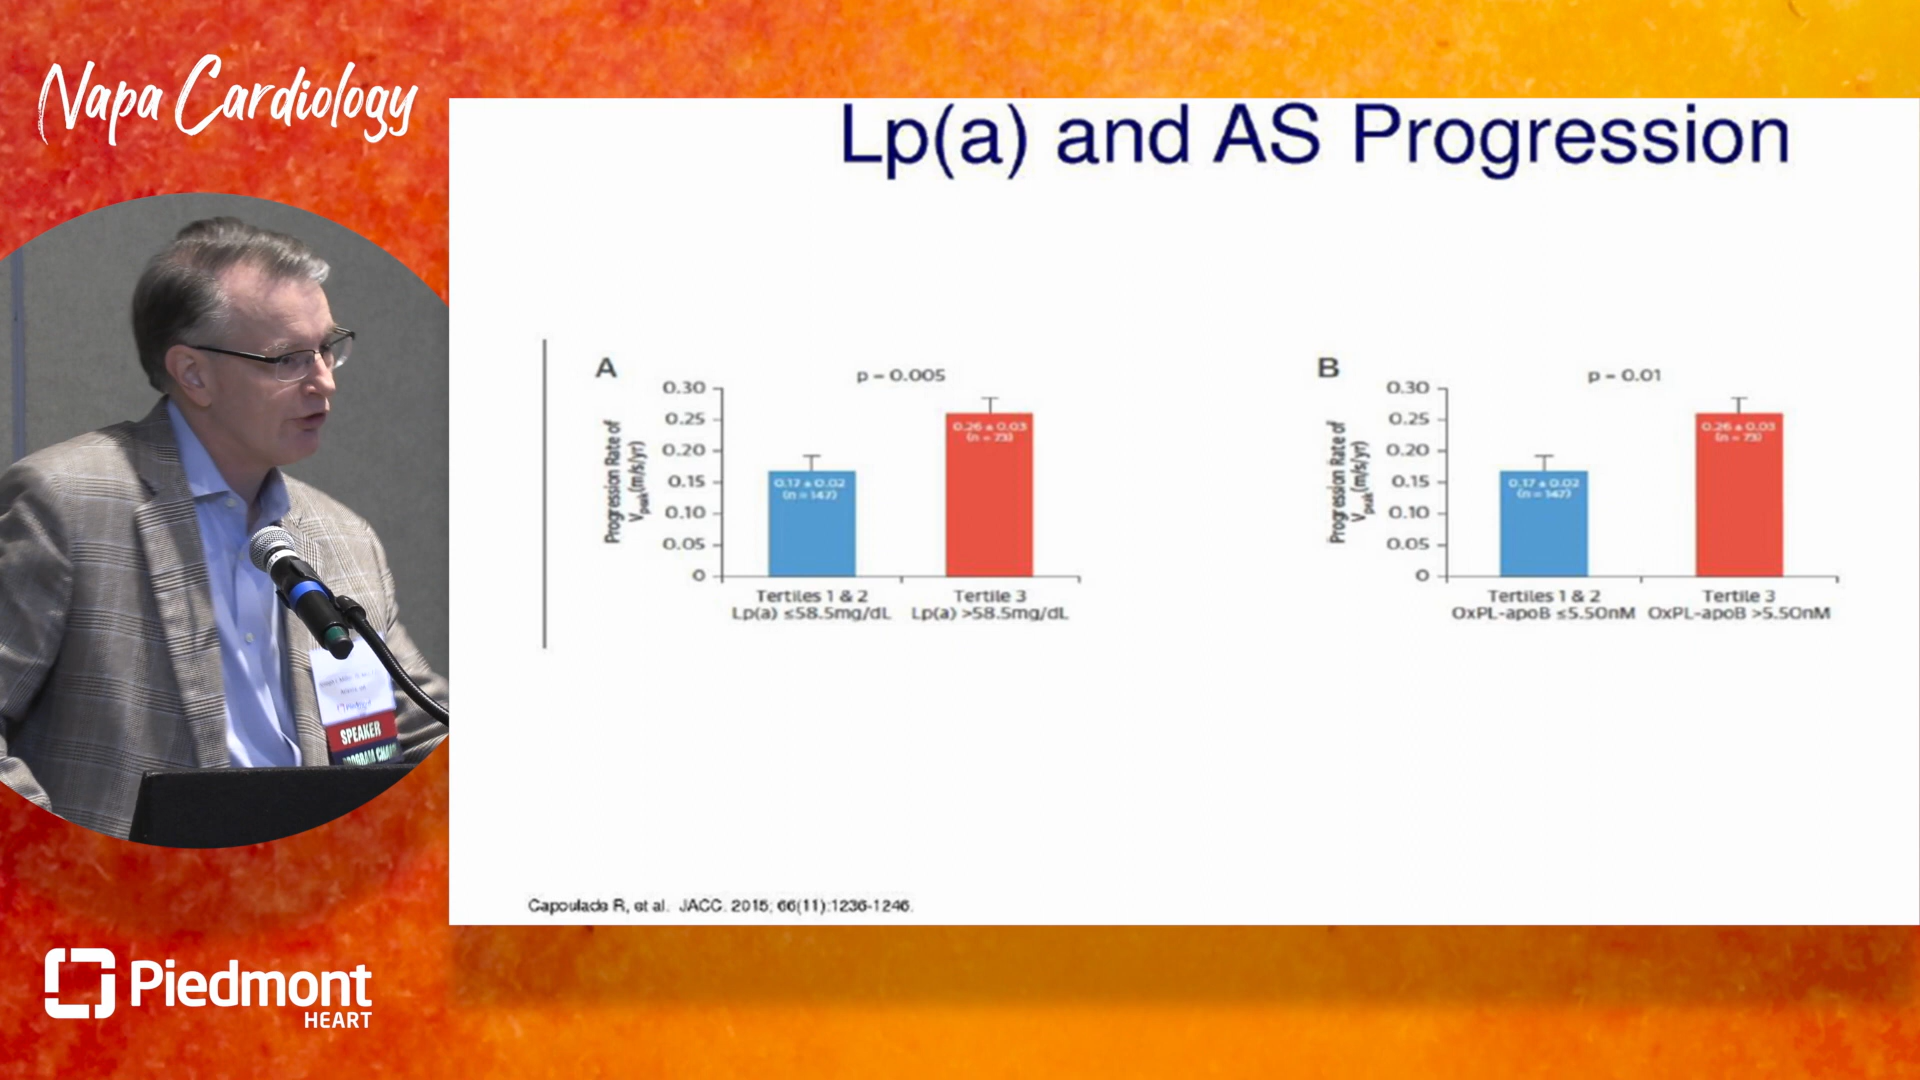 Napa Cardiology
Lp(a) and AS Progression
A
p = 0.005
Progression Rate of
Vpeak (m/s/yr)
0.30
0.25
0.20
0.15
0.10
0.05
0
0.17 ± 0.02
(n = 147)
0.26 ± 0.03
(n = 73)
Tertiles 1 & 2
Lp(a) ≤58.5mg/dL
Tertile 3
Lp(a) >58.5mg/dL
B
p = 0.01
Progression Rate of
Vpeak (m/s/yr)
0.30
0.25
0.20
0.15
0.10
0.05
0
0.17 ± 0.02
(n = 147)
0.26 ± 0.03
(n = 73)
Tertiles 1 & 2
OxPL-apoB ≤5.50nM
Tertile 3
OxPL-apoB >5.50nM
SPEAKER
PROGRAM
Capoulade R, et al. JACC. 2015; 66(11):1236-1246.
Piedmont
HEART